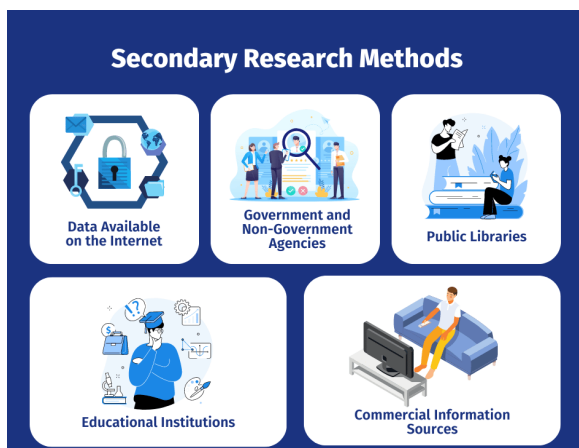 Secondary Research Methods
Data Available
on the Internet
Government and
Non-Government
Agencies
Public Libraries
!?
$
Educational Institutions
Commercial Information
Sources